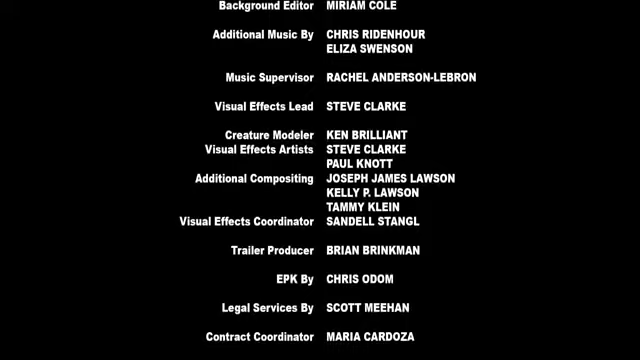 Background Editor MIRIAM COLE
Additional Music By CHRIS RIDENHOUR
ELIZA SWENSON
Music Supervisor RACHEL ANDERSON-LEBRON
Visual Effects Lead STEVE CLARKE
Creature Modeler KEN BRILLIANT
Visual Effects Artists STEVE CLARKE
PAUL KNOTT
Additional Compositing JOSEPH JAMES LAWSON
KELLY P. LAWSON
TAMMY KLEIN
Visual Effects Coordinator SANDELL STANGL
Trailer Producer BRIAN BRINKMAN
EPK By CHRIS ODOM
Legal Services By SCOTT MEEHAN
Contract Coordinator MARIA CARDOZA